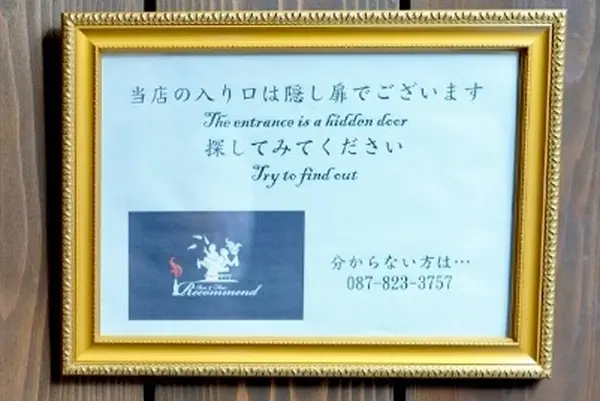 当店の入り口は隠し扉でございます
The entrance is a hidden door
探してみてください
Try to find out
Recommend
分からない方は…
087-823-3757